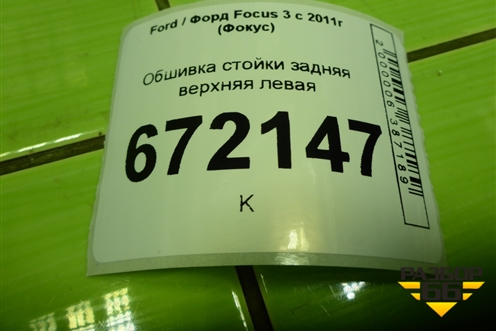 Ford / Форд Focus 3 с 2011г
(Фокус)
Обшивка стойки задняя
верхняя левая
672147
К
2000006387189
РАЗБОР
66